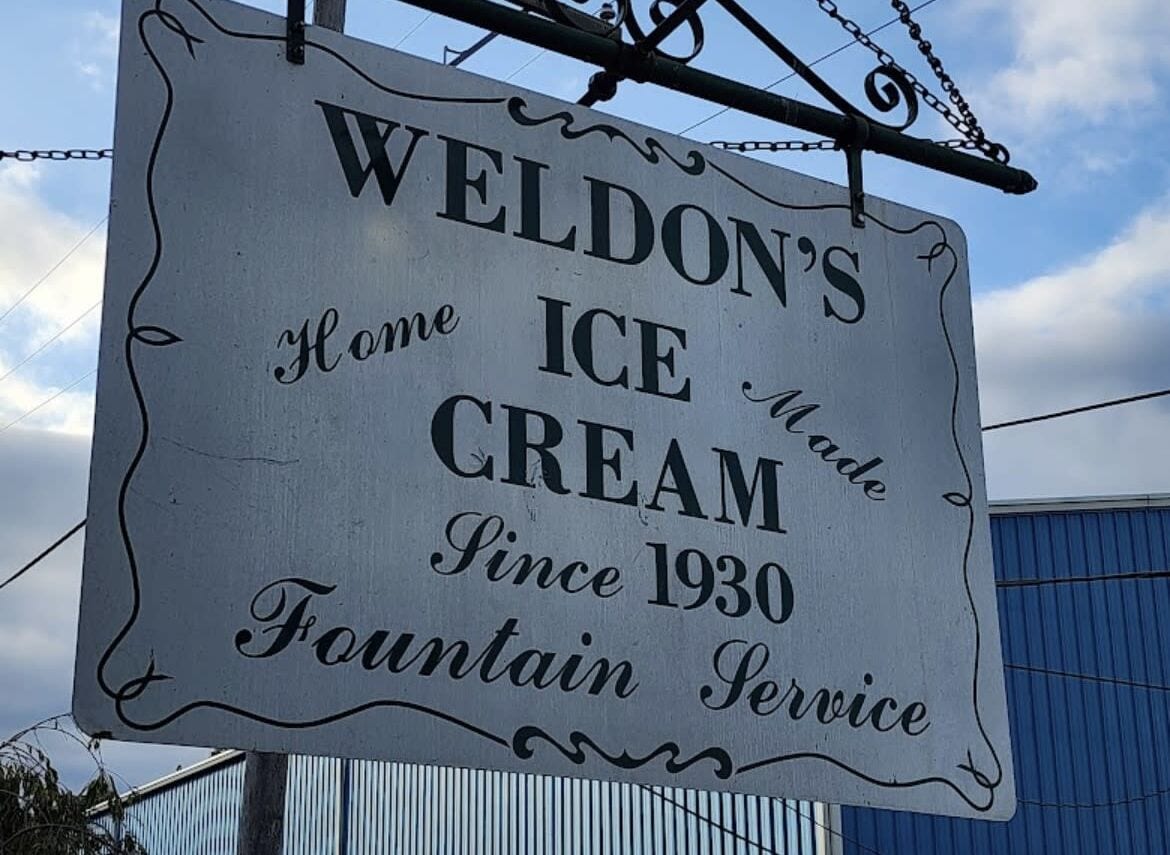 WELDON'S
Home ICE Made
CREAM
Since 1930
Fountain Service